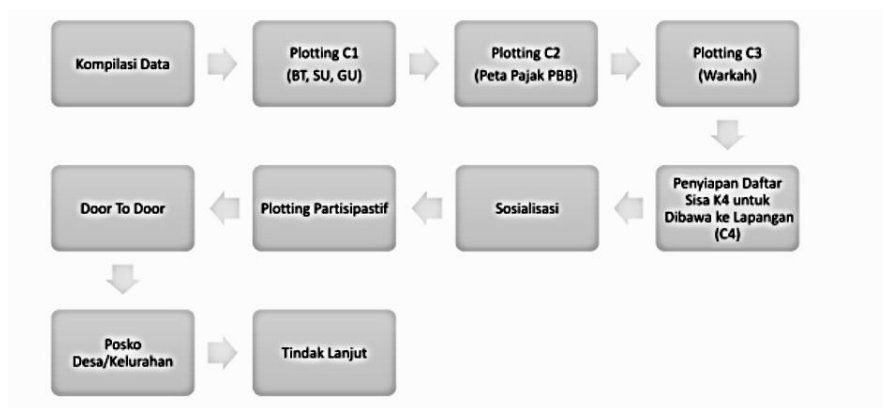 Kompilasi Data
Plotting C1
(BT, SU, GU)
Plotting C2
(Peta Pajak PBB)
Plotting C3
(Warkah)
Penyiapan Daftar
Sisa K4 untuk
Dibawa ke Lapangan
(C4)
Sosialisasi
Plotting Partisipastif
Door To Door
Posko
Desa/Kelurahan
Tindak Lanjut